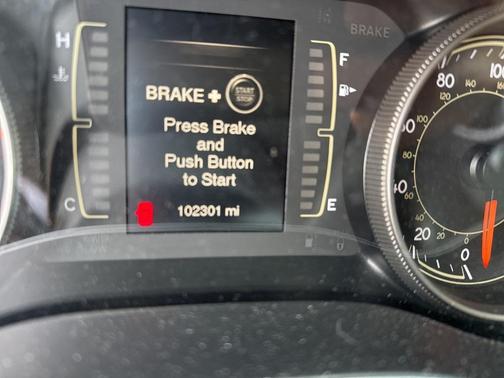 H
F
BRAKE
BRAKE + START STOP
Press Brake
and
Push Button
to Start
C
E
102301 mi
80
100
60
40
20
0
0